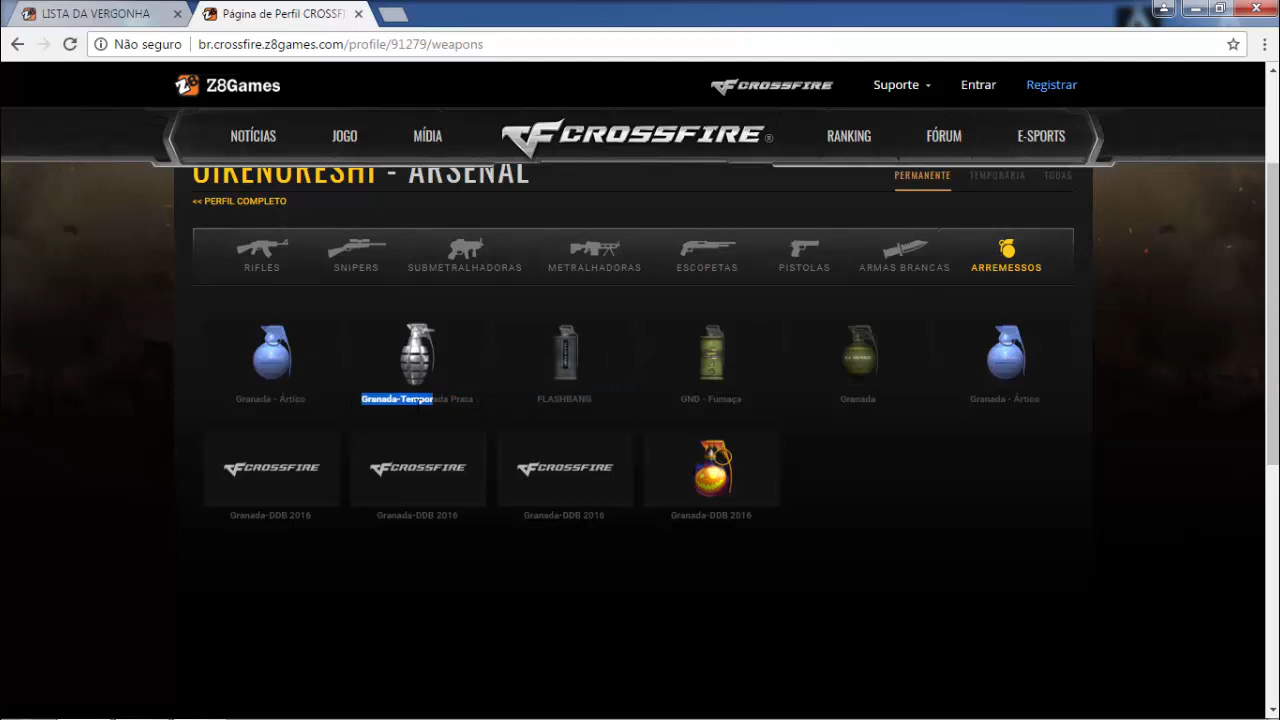 LISTA DA VERGONHA
Página de Perfil CROSSFI
Não seguro
br.crossfire.z8games.com/profile/91279/weapons
Z8Games
CROSSFIRE
Suporte
Entrar
Registrar
NOTÍCIAS
JOGO
MÍDIA
CROSSFIRE
RANKING
FÓRUM
E-SPORTS
OIRENORESHI - ARSENAL
PERMANENTE
TEMPORÁRIA
TODAS
<< PERFIL COMPLETO
RIFLES
SNIPERS
SUBMETRALHADORAS
METRALHADORAS
ESCOPETAS
PISTOLAS
ARMAS BRANCAS
ARREMESSOS
Granada - Ártico
Granada-Temporada Prata
FLASHBANG
GND - Fumaça
Granada
Granada - Ártico
CROSSFIRE
CROSSFIRE
CROSSFIRE
Granada-DDB 2016
Granada-DDB 2016
Granada-DDB 2016
Granada-DDB 2016